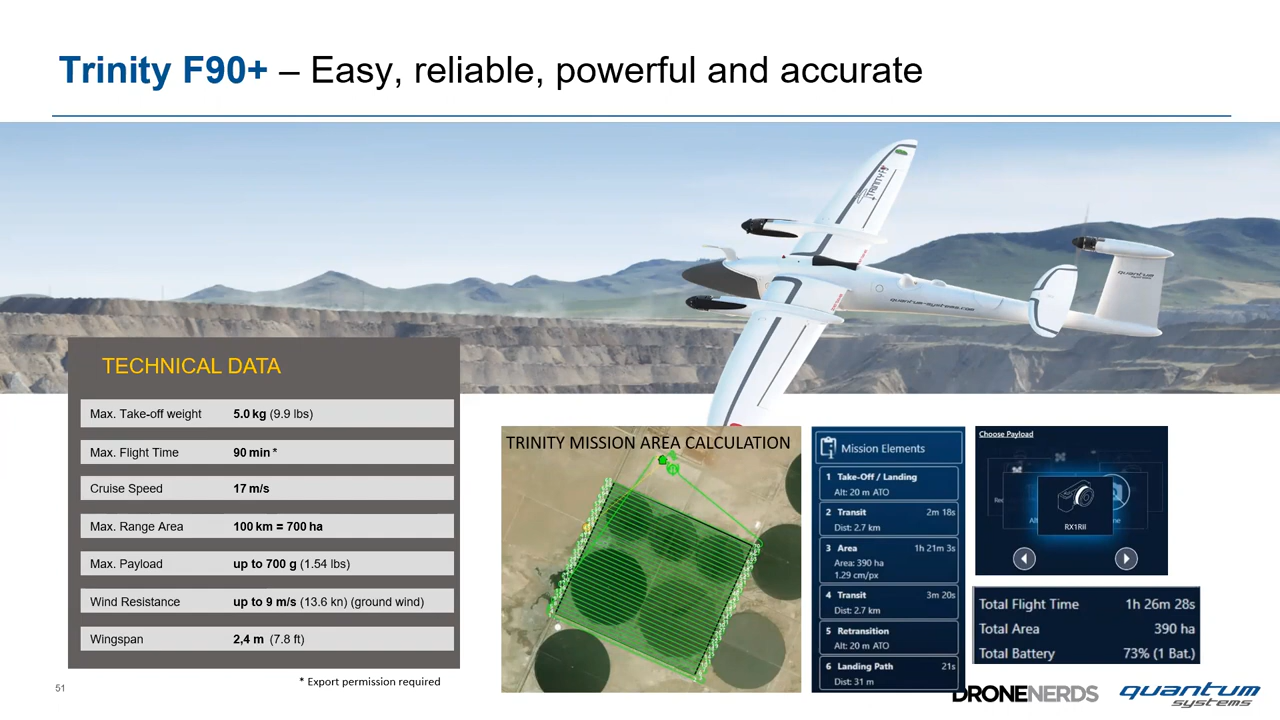 Trinity F90+ – Easy, reliable, powerful and accurate
TRINITY F9
quantum-systems.com
quantum
TECHNICAL DATA
Max. Take-off weight 5.0 kg (9.9 lbs)
Max. Flight Time 90 min *
Cruise Speed 17 m/s
Max. Range Area 100 km = 700 ha
Max. Payload up to 700 g (1.54 lbs)
Wind Resistance up to 9 m/s (13.6 kn) (ground wind)
Wingspan 2,4 m (7.8 ft)
* Export permission required
TRINITY MISSION AREA CALCULATION
Mission Elements
1 Take-Off / Landing
Alt: 20 m ATO
2 Transit 2m 18s
Dist: 2.7 km
3 Area 1h 21m 3s
Area: 390 ha
1.29 cm/px
4 Transit 3m 20s
Dist: 2.7 km
5 Retransition
Alt: 20 m ATO
6 Landing Path 21s
Dist: 31 m
Choose Payload
RX1RII
Total Flight Time 1h 26m 28s
Total Area 390 ha
Total Battery 73% (1 Bat.)
51
DRONENERDS
quantum
systems